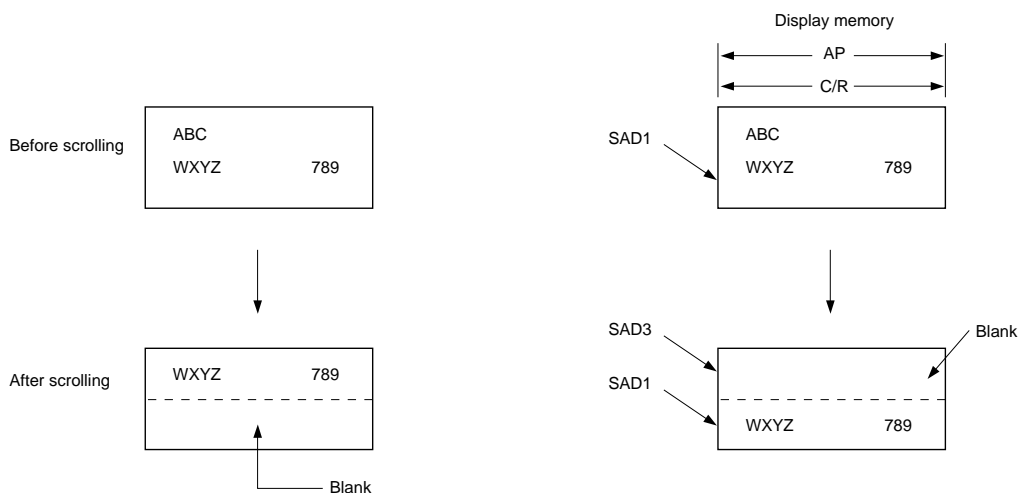 Display memory
AP
C/R
Before scrolling
ABC
WXYZ 789
SAD1
ABC
WXYZ 789
After scrolling
WXYZ 789
Blank
SAD3
SAD1
Blank
WXYZ 789